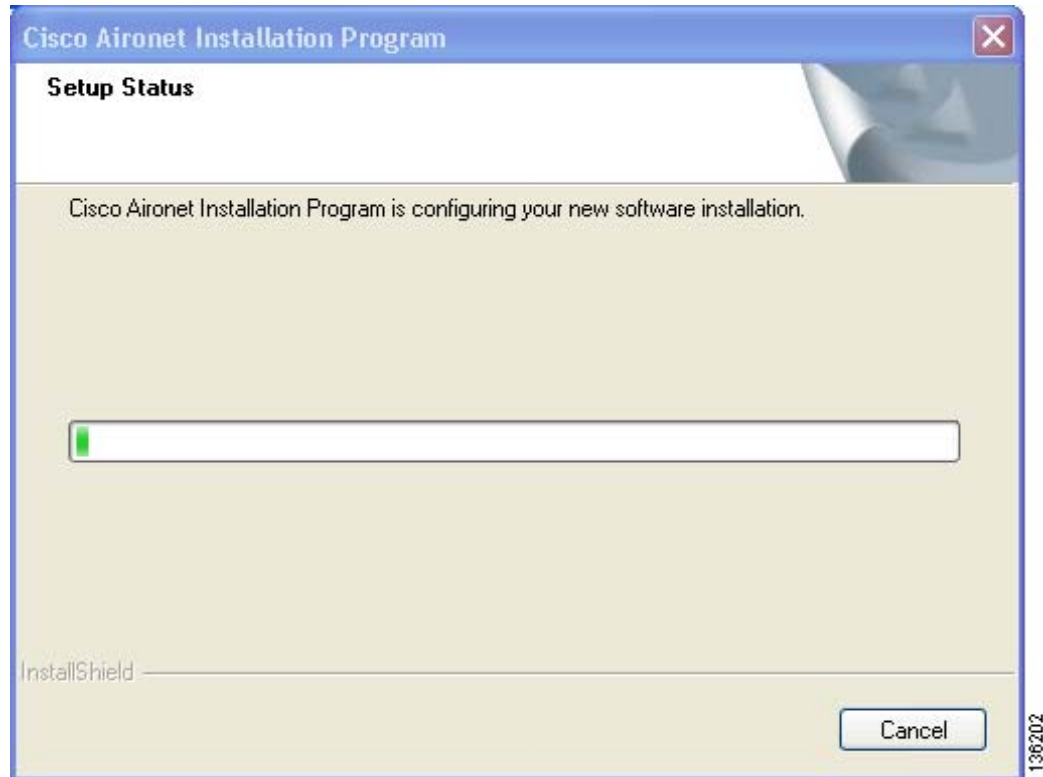 Cisco Aironet Installation Program
Setup Status
Cisco Aironet Installation Program is configuring your new software installation.
InstallShield
Cancel
136202